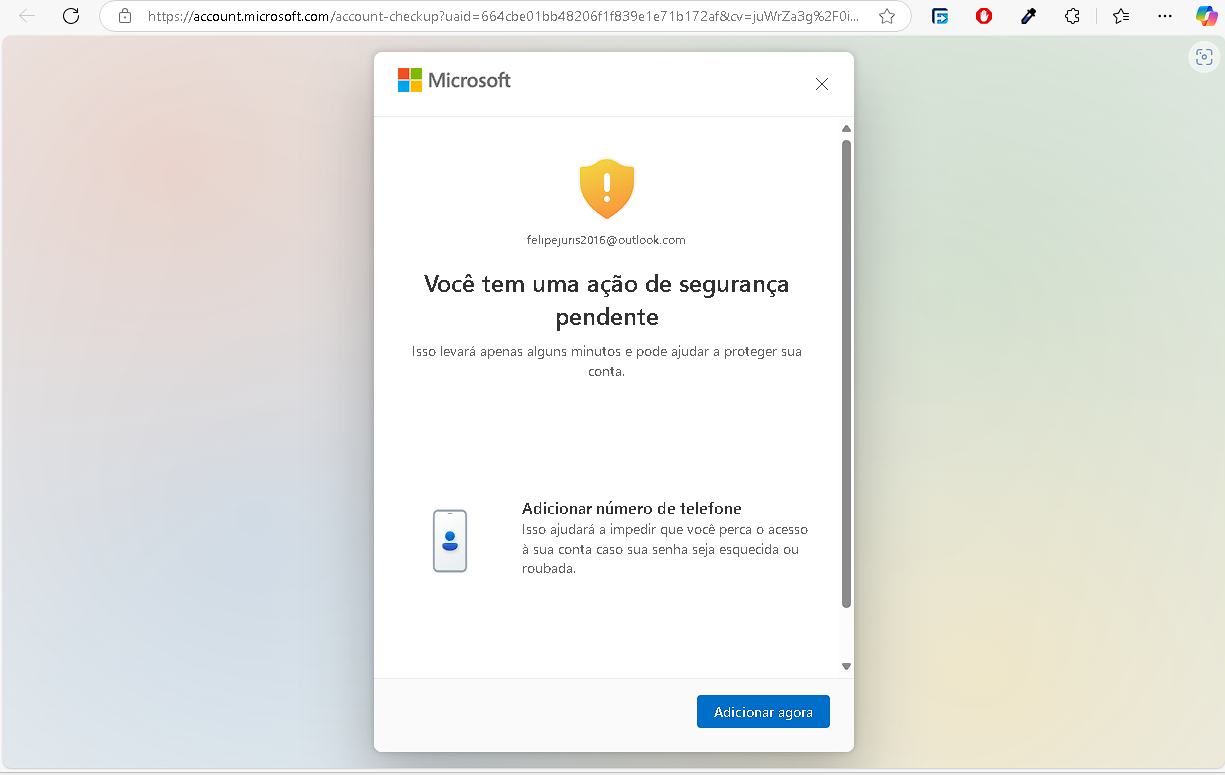 https://account.microsoft.com/account-checkup?uaid=664cbe01bb48206f1f839e1e711172af&cv=juWrZa3g%2F0i...
Microsoft
felipejuris2016@outlook.com
Você tem uma ação de segurança
pendente
Isso levará apenas alguns minutos e pode ajudar a proteger sua
conta.
Adicionar número de telefone
Isso ajudará a impedir que você perca o acesso
à sua conta caso sua senha seja esquecida ou
roubada.
Adicionar agora